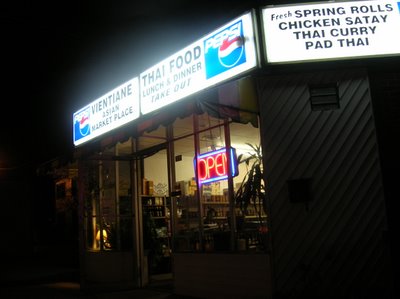 VIENTIANE
ASIAN
MARKET PLACE
THAI FOOD
LUNCH & DINNER
TAKE OUT
PEPSI
Fresh SPRING ROLLS
CHICKEN SATAY
THAI CURRY
PAD THAI
OPEN